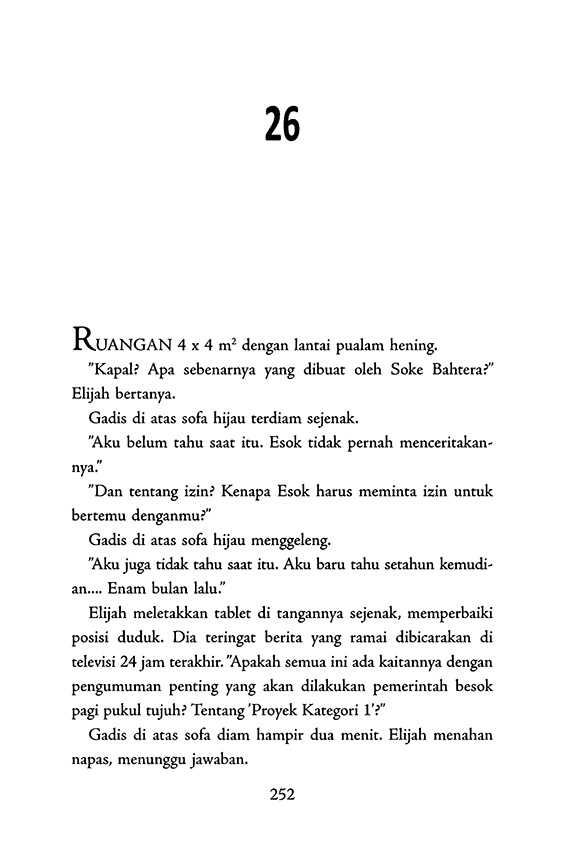 26
RUANGAN 4 x 4 m² dengan lantai pualam hening.
”Kapal? Apa sebenarnya yang dibuat oleh Soke Bahtera?”
Elijah bertanya.
Gadis di atas sofa hijau terdiam sejenak.
”Aku belum tahu saat itu. Esok tidak pernah menceritakan-
nya.”
”Dan tentang izin? Kenapa Esok harus meminta izin untuk
bertemu denganmu?”
Gadis di atas sofa hijau menggeleng.
”Aku juga tidak tahu saat itu. Aku baru tahu setahun kemudi-
an.... Enam bulan lalu.”
Elijah meletakkan tablet di tangannya sejenak, memperbaiki
posisi duduk. Dia teringat berita yang ramai dibicarakan di
televisi 24 jam terakhir. ”Apakah semua ini ada kaitannya dengan
pengumuman penting yang akan dilakukan pemerintah besok
pagi pukul tujuh? Tentang ’Proyek Kategori 1’?”
Gadis di atas sofa diam hampir dua menit. Elijah menahan
napas, menunggu jawaban.
252